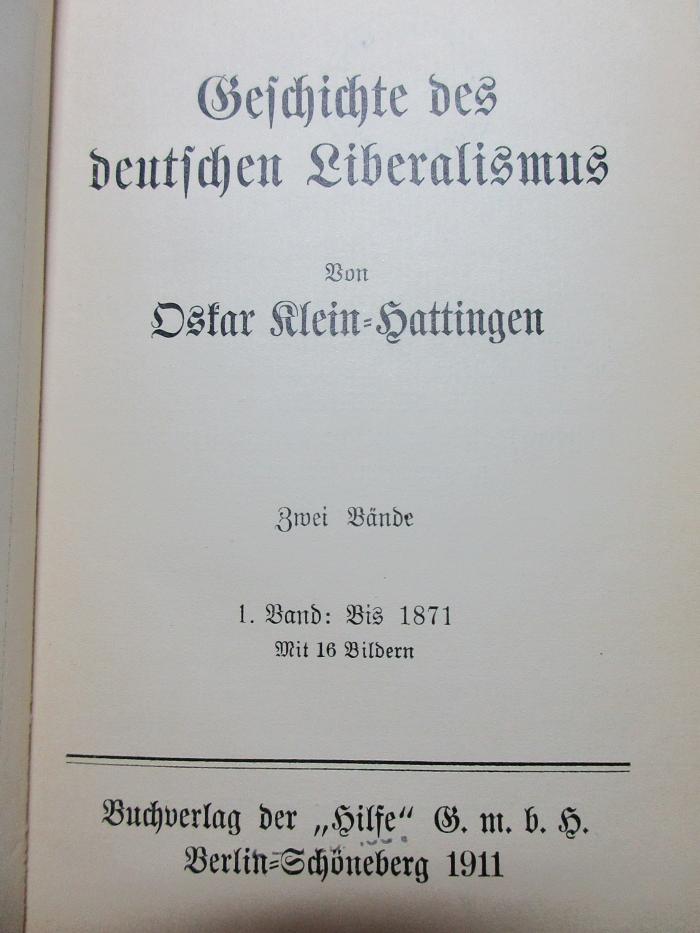 Geschichte des
deutschen Liberalismus
Von
Oskar Klein-Hattingen
Zwei Bände
1. Band: Bis 1871
Mit 16 Bildern
Buchverlag der „Hilfe“ G. m. b. H.
Berlin-Schöneberg 1911